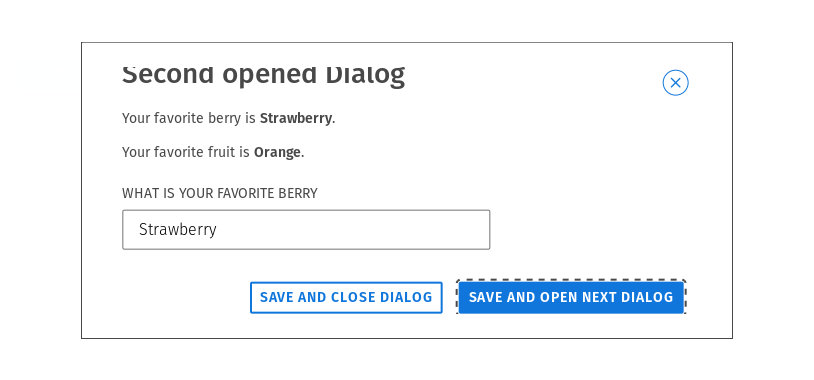 Second opened Dialog
Your favorite berry is Strawberry.
Your favorite fruit is Orange.
WHAT IS YOUR FAVORITE BERRY
Strawberry
SAVE AND CLOSE DIALOG
SAVE AND OPEN NEXT DIALOG